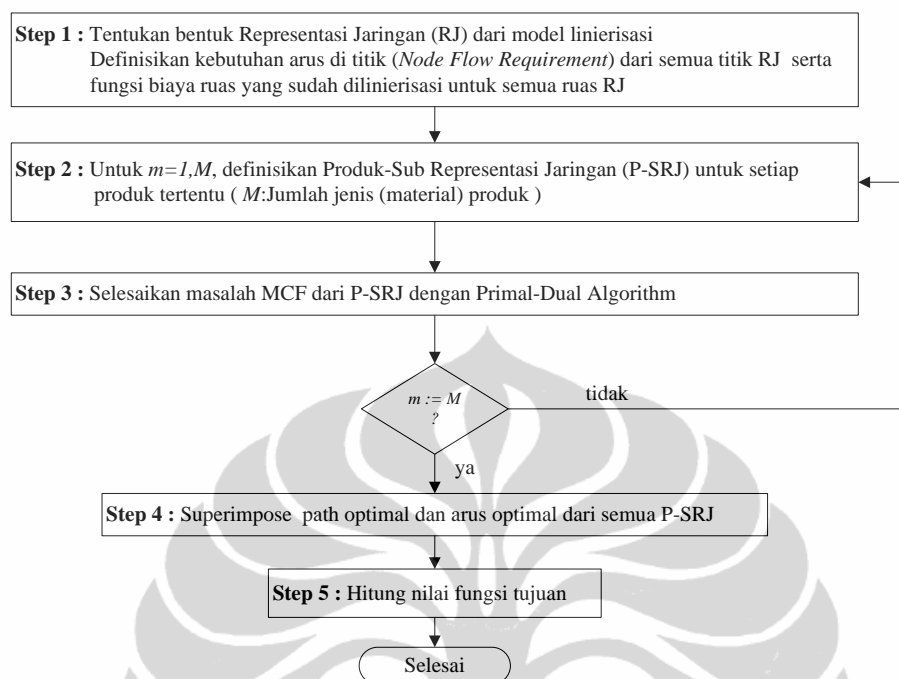 Step 1 : Tentukan bentuk Representasi Jaringan (RJ) dari model linierisasi
Definisikan kebutuhan arus di titik (Node Flow Requirement) dari semua titik RJ serta
fungsi biaya ruas yang sudah dilinierisasi untuk semua ruas RJ
Step 2 : Untuk m=1,M, definisikan Produk-Sub Representasi Jaringan (P-SRJ) untuk setiap
produk tertentu ( M:Jumlah jenis (material) produk )
Step 3 : Selesaikan masalah MCF dari P-SRJ dengan Primal-Dual Algorithm
m := M
?
tidak
ya
Step 4 : Superimpose path optimal dan arus optimal dari semua P-SRJ
Step 5 : Hitung nilai fungsi tujuan
Selesai